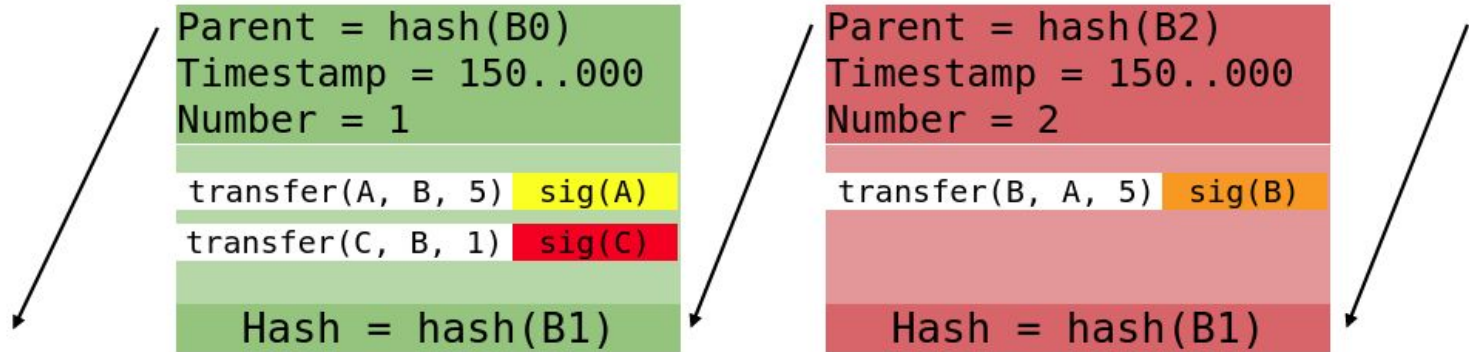 Parent = hash(B0)
Timestamp = 150..000
Number = 1
transfer(A, B, 5) sig(A)
transfer(C, B, 1) sig(C)
Hash = hash(B1)
Parent = hash(B2)
Timestamp = 150..000
Number = 2
transfer(B, A, 5) sig(B)
Hash = hash(B1)